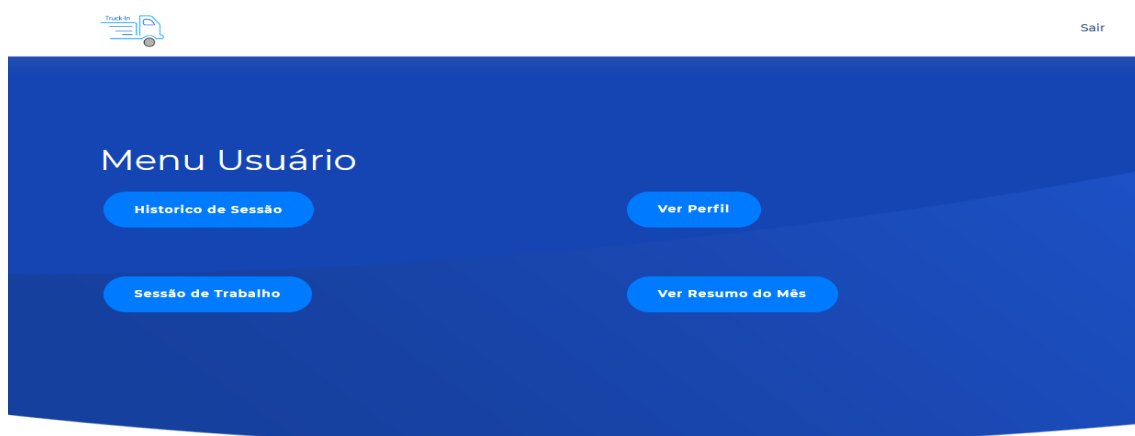 Truck-In
Sair
Menu Usuário
Historico de Sessão
Ver Perfil
Sessão de Trabalho
Ver Resumo do Mês